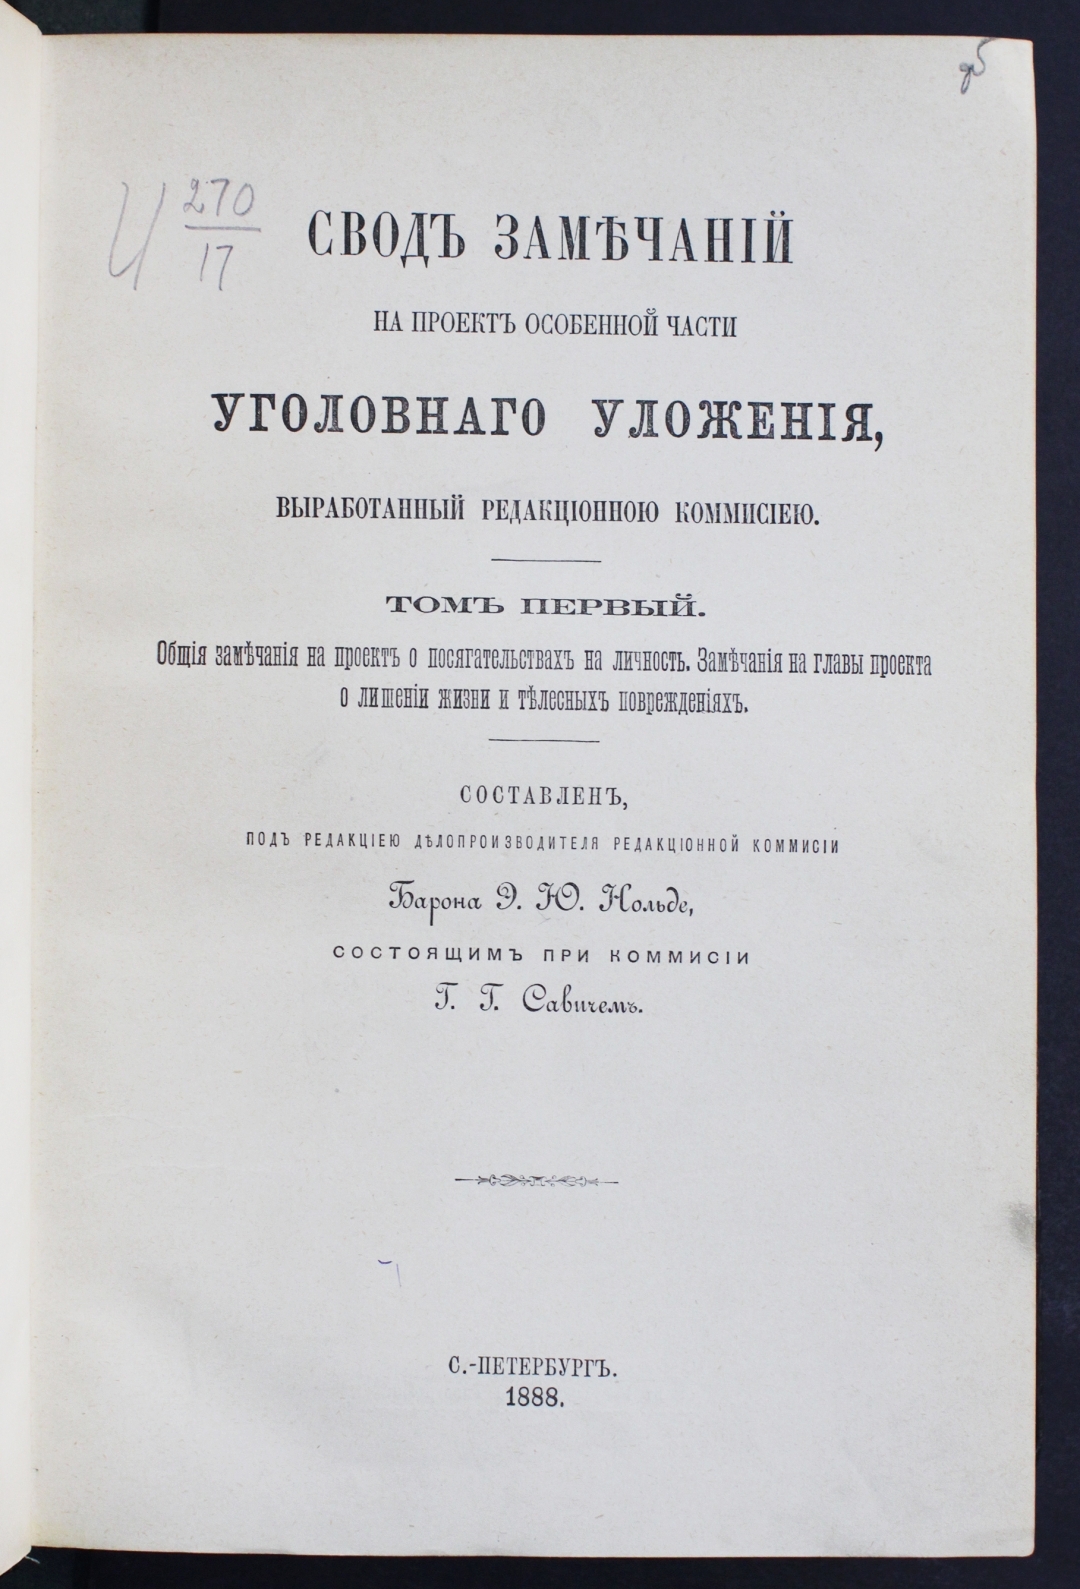 И 270
17
СВОДЪ ЗАМѢЧАНІЙ
НА ПРОЕКТЪ ОСОБЕННОЙ ЧАСТИ
УГОЛОВНАГО УЛОЖЕНІЯ,
ВЫРАБОТАННЫЙ РЕДАКЦІОННОЮ КОММИСІЕЮ.
ТОМЪ ПЕРВЫЙ.
Общія замѣчанія на проектъ о посягательствахъ на личность. Замѣчанія на главы проекта
о лишеніи жизни и тѣлесныхъ поврежденіяхъ.
СОСТАВЛЕНЪ,
ПОДЪ РЕДАКЦІЕЮ ДѢЛОПРОИЗВОДИТЕЛЯ РЕДАКЦІОННОЙ КОММИСІИ
Барона Э. Ю. Нольде,
СОСТОЯЩИМЪ ПРИ КОММИСІИ
Г. Г. Савичемъ.
С.-ПЕТЕРБУРГЪ.
1888.